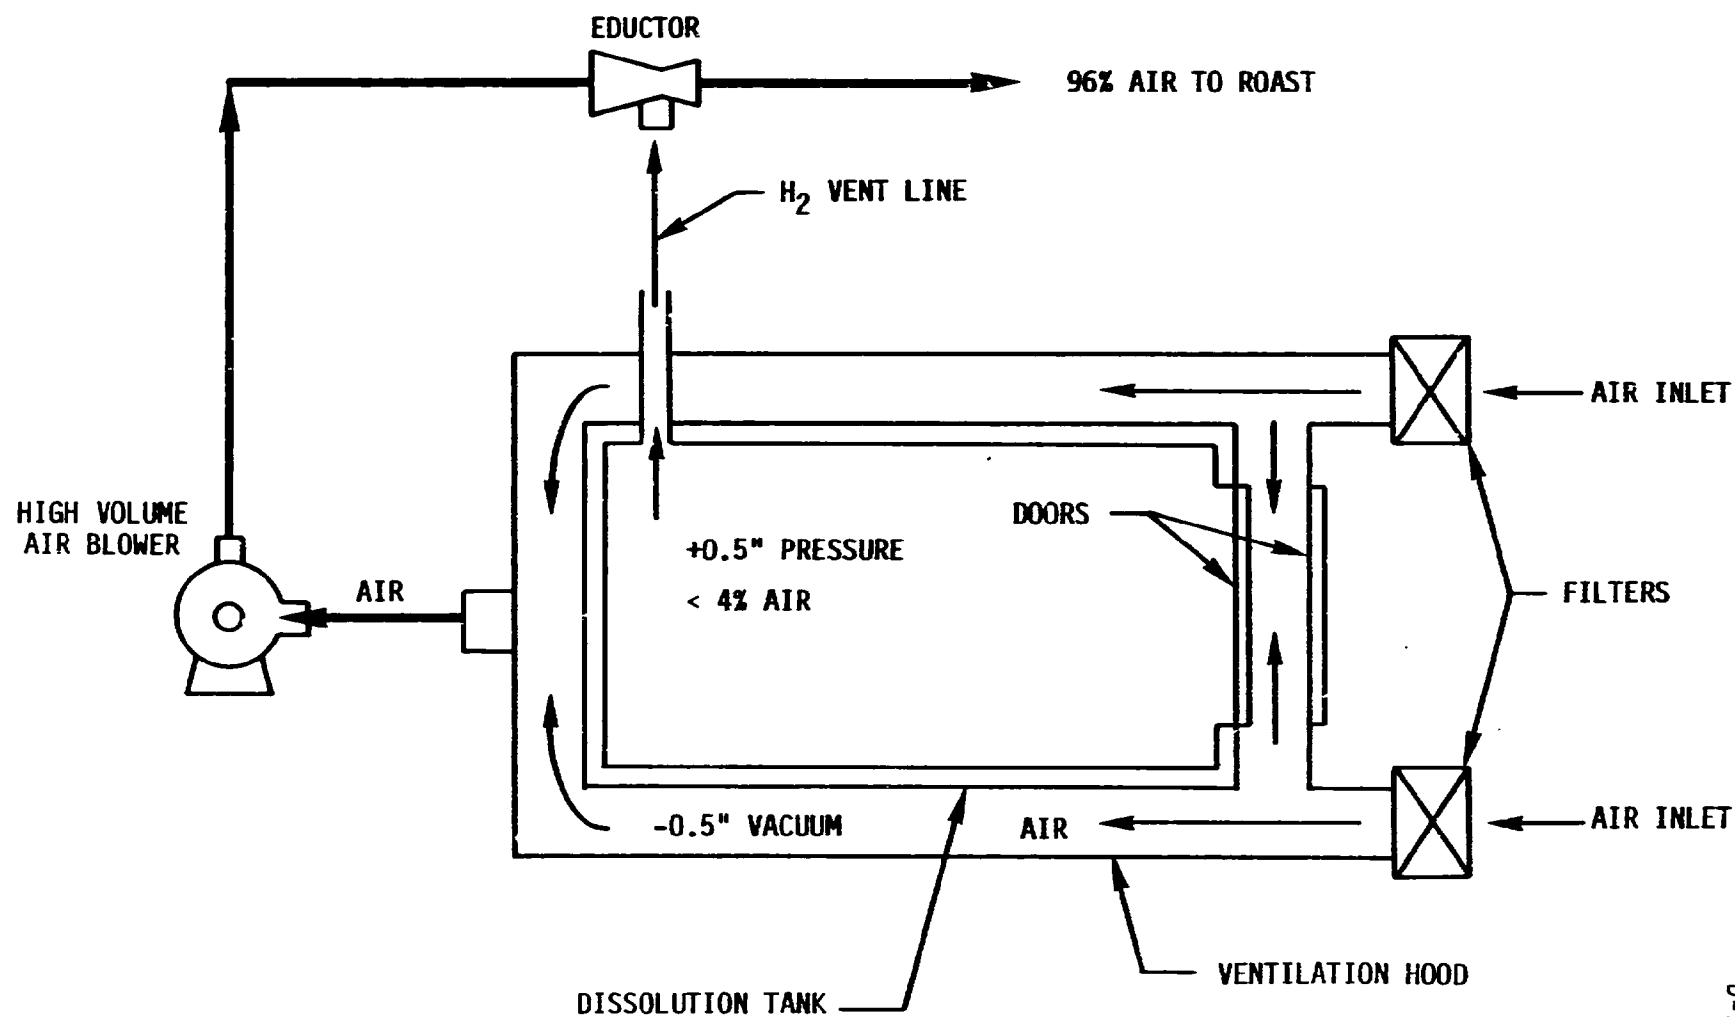 EDUCTOR
96% AIR TO ROAST
H2 VENT LINE
AIR INLET
HIGH VOLUME
AIR BLOWER
DOORS
+0.5" PRESSURE
< 4% AIR
AIR
FILTERS
-0.5" VACUUM
AIR
AIR INLET
VENTILATION HOOD
DISSOLUTION TANK